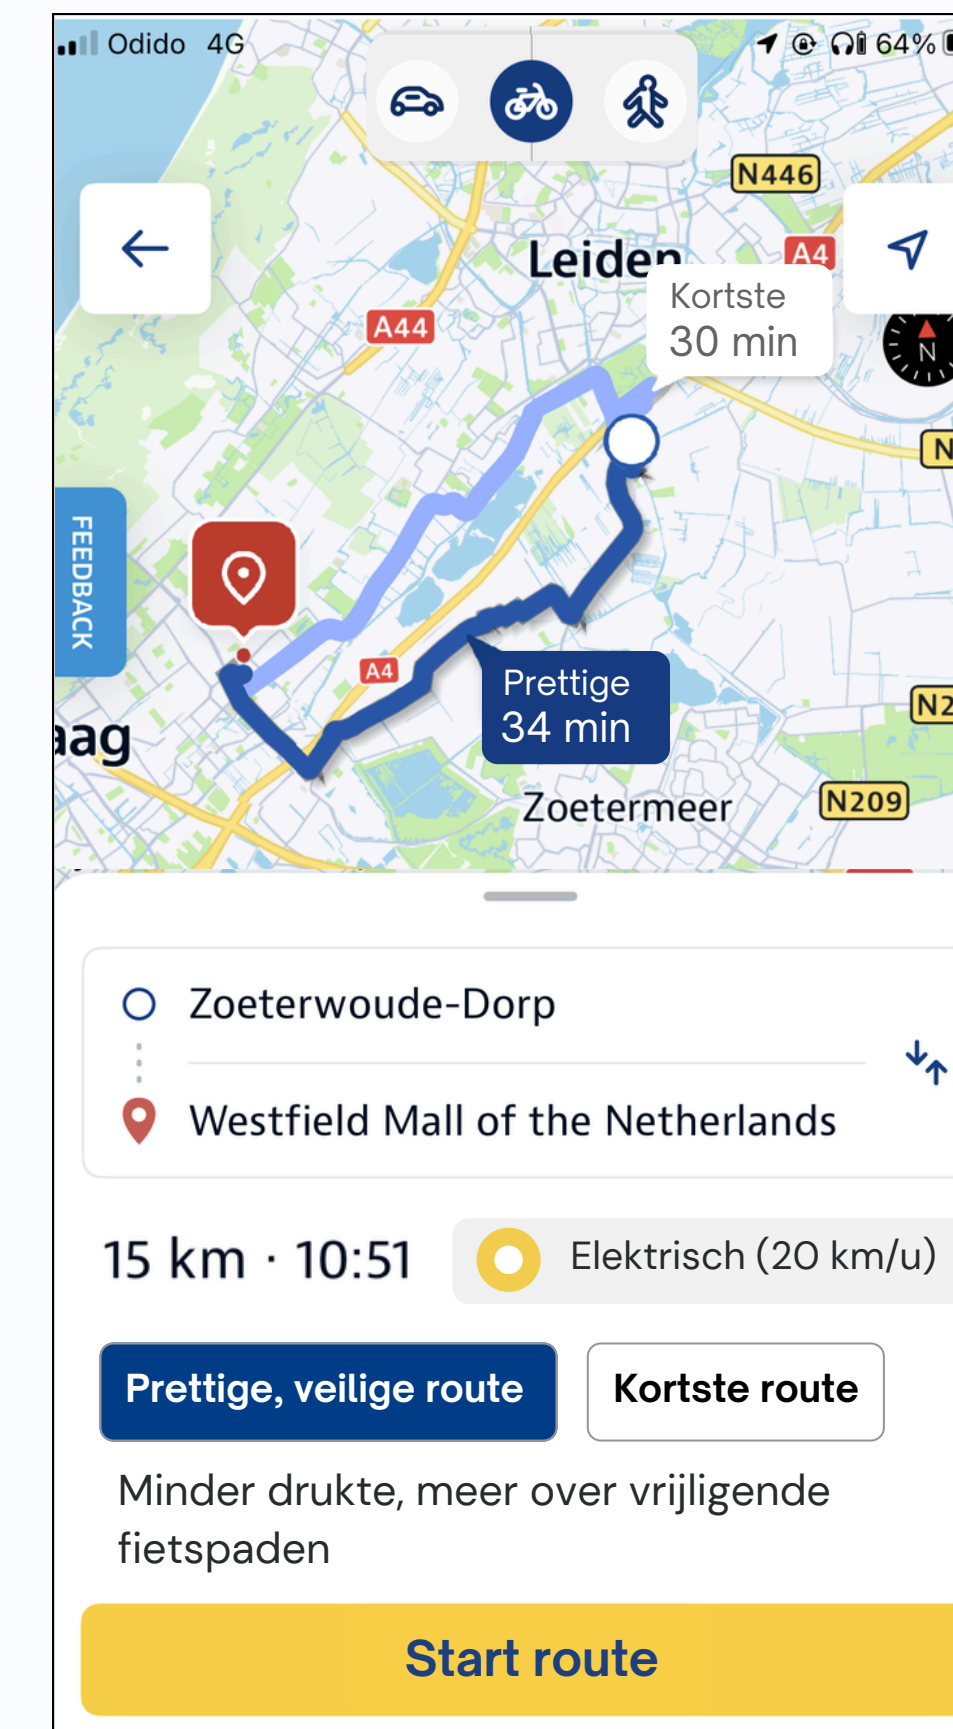 Odido 4G
64%
N446
Leiden
A4
Kortste
30 min
A44
N
N
FEEDBACK
A4
Prettige
34 min
N2
aag
Zoetermeer
N209
Zoeterwoude-Dorp
Westfield Mall of the Netherlands
15 km · 10:51
Elektrisch (20 km/u)
Prettige, veilige route
Kortste route
Minder drukte, meer over vrijligende
fietspaden
Start route